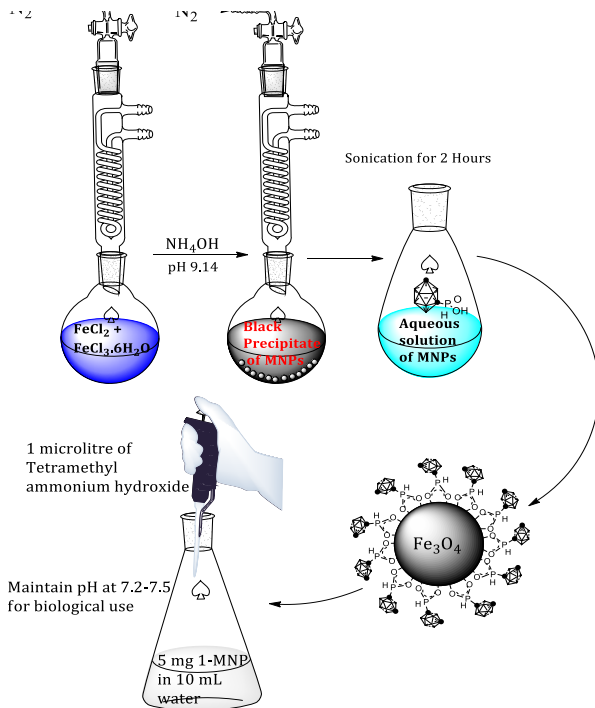 N2
N2
Sonication for 2 Hours
NH4OH
pH 9.14
FeCl2 +
FeCl3.6H2O
Black
Precipitate
of MNPs
H
P
O
OH
Aqueous
solution
of MNPs
1 microlitre of
Tetramethyl
ammonium hydroxide
Fe3O4
Maintain pH at 7.2-7.5
for biological use
5 mg 1-MNP
in 10 mL
water